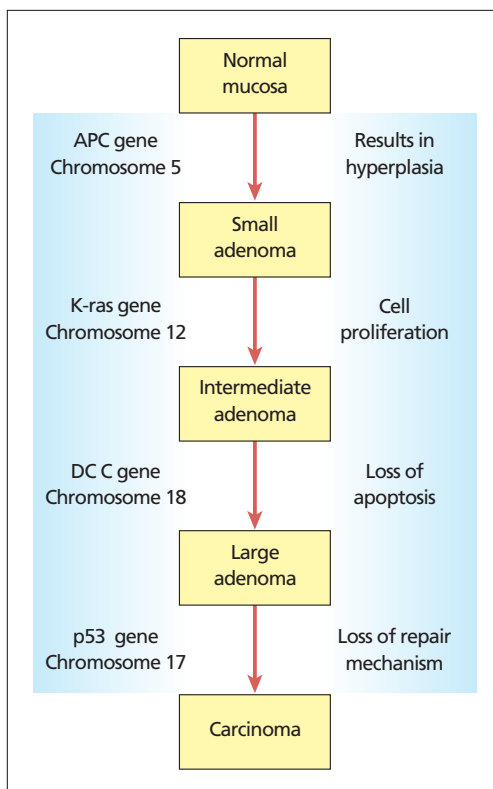 Normal
mucosa
APC gene
Chromosome 5
Results in
hyperplasia
Small
adenoma
K-ras gene
Chromosome 12
Cell
proliferation
Intermediate
adenoma
DC C gene
Chromosome 18
Loss of
apoptosis
Large
adenoma
p53 gene
Chromosome 17
Loss of repair
mechanism
Carcinoma